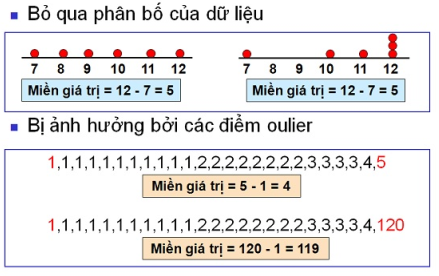 Bỏ qua phân bố của dữ liệu
7 8 9 10 11 12
7 8 9 10 11 12
Miền giá trị = 12 - 7 = 5
Miền giá trị = 12 - 7 = 5
Bị ảnh hưởng bởi các điểm oulier
1,1,1,1,1,1,1,1,1,1,1,2,2,2,2,2,2,2,2,3,3,3,3,4,5
Miền giá trị = 5 - 1 = 4
1,1,1,1,1,1,1,1,1,1,1,2,2,2,2,2,2,2,2,3,3,3,3,4,120
Miền giá trị = 120 - 1 = 119